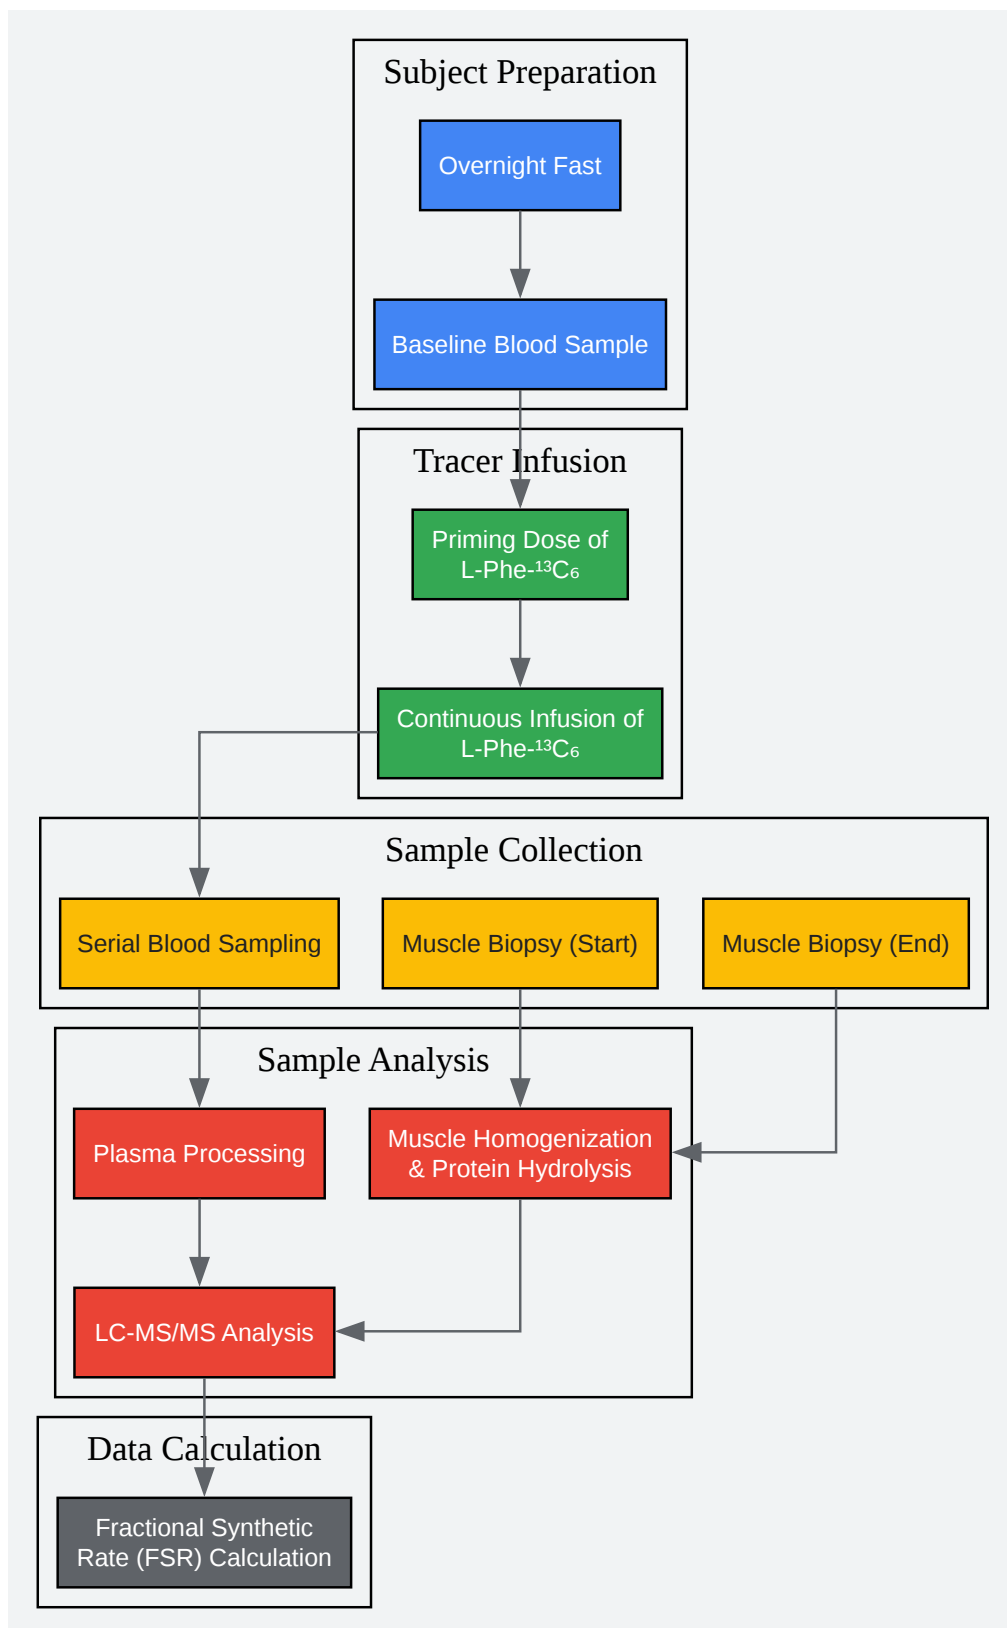 Subject Preparation
Overnight Fast
Baseline Blood Sample
Tracer Infusion
Priming Dose of
L-Phe-¹³C₆
Continuous Infusion of
L-Phe-¹³C₆
Sample Collection
Serial Blood Sampling
Muscle Biopsy (Start)
Muscle Biopsy (End)
Sample Analysis
Plasma Processing
Muscle Homogenization
& Protein Hydrolysis
LC-MS/MS Analysis
Data Calculation
Fractional Synthetic
Rate (FSR) Calculation